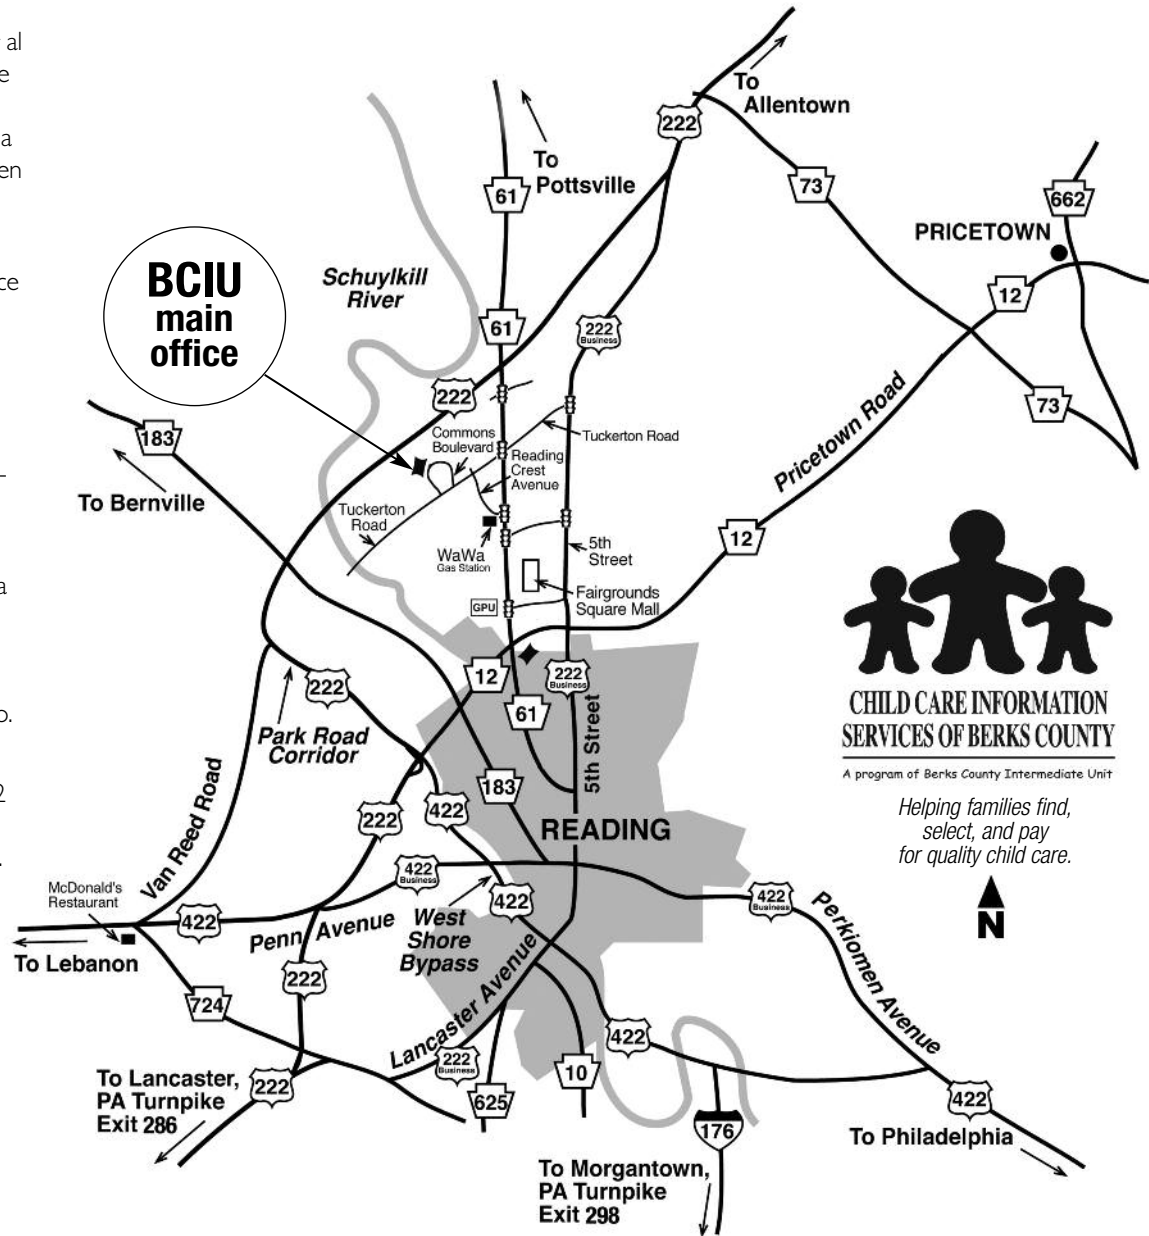 al
e
a
en
ce
a
o.
2
.
To
Allentown
222
To
Pottsville
61
73
662
PRICETOWN
12
BCIU
main
office
Schuylkill
River
61
222
Business
222
73
Pricetown Road
183
To Bernville
Commons
Boulevard
Tuckerton Road
Reading
Crest
Avenue
Tuckerton
Road
WaWa
Gas Station
5th
Street
12
Fairgrounds
Square Mall
GPU
12
222
Business
222
61
5th Street
Park Road
Corridor
CHILD CARE INFORMATION
SERVICES OF BERKS COUNTY
A program of Berks County Intermediate Unit
Helping families find,
select, and pay
for quality child care.
N
Van Reed Road
183
422
222
READING
422
Business
McDonald's
Restaurant
422
422
422
Business
Penn Avenue
West
Shore
Bypass
Perkiomen Avenue
To Lebanon
222
724
Lancaster Avenue
422
222
Business
10
To Lancaster,
PA Turnpike
Exit 286
222
625
422
176
To Philadelphia
To Morgantown,
PA Turnpike
Exit 298